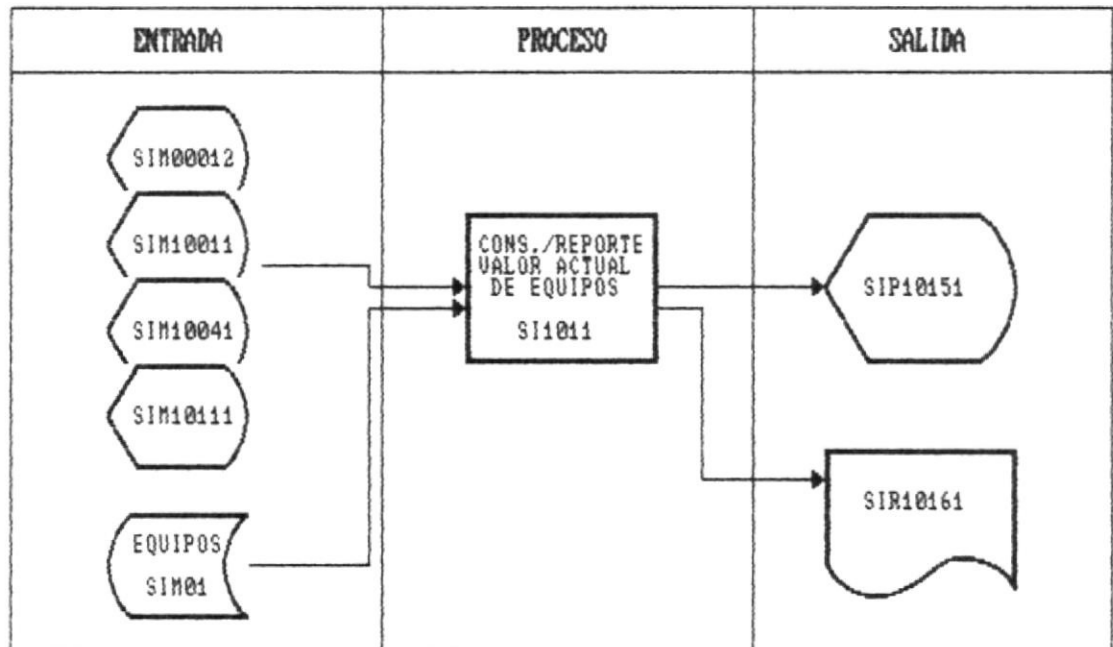 ENTRADA
PROCESO
SALIDA
SIM00012
SIM10011
SIM10041
SIM10111
EQUIPOS
SIM01
CONS./REPORTE
VALOR ACTUAL
DE EQUIPOS
SI1011
SIP10151
SIR10161